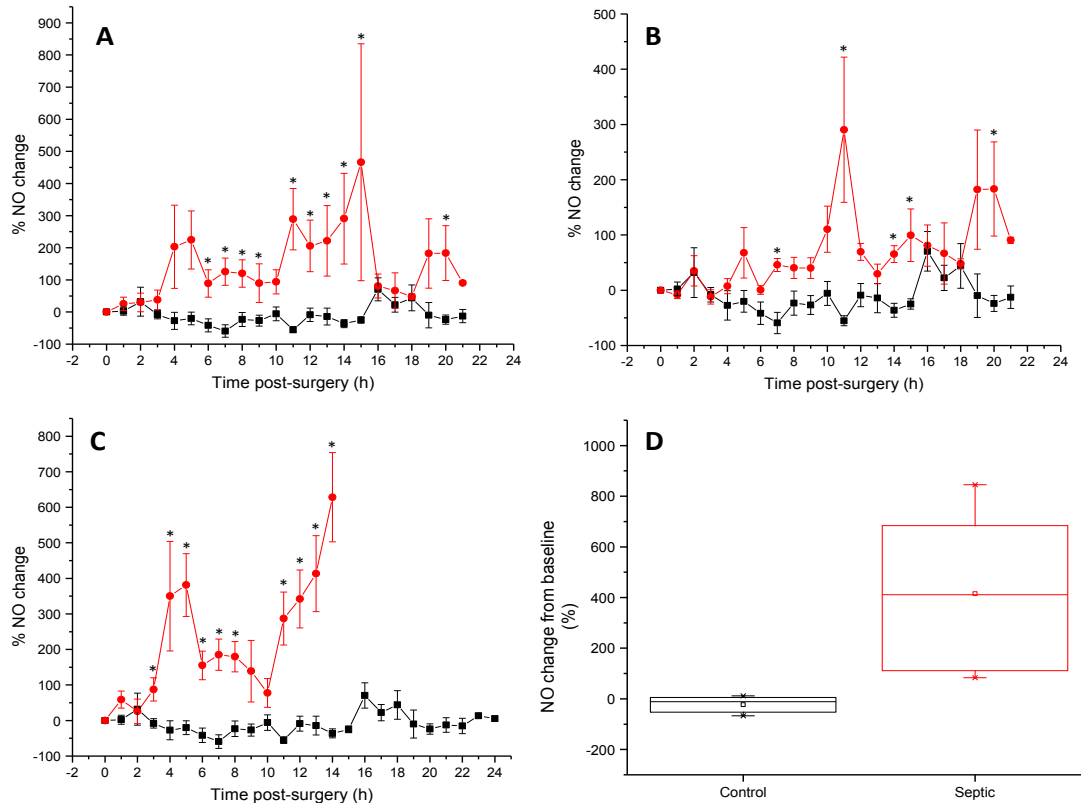 A
% NO change
900
800
700
600
500
400
300
200
100
0
-100
* * * * * * * * * * *
-2 0 2 4 6 8 10 12 14 16 18 20 22 24
Time post-surgery (h)
B
% NO change
500
400
300
200
100
0
-100
* * * * *
-2 0 2 4 6 8 10 12 14 16 18 20 22 24
Time post-surgery (h)
C
% NO change
800
700
600
500
400
300
200
100
0
-100
* * * * * * * * * *
-2 0 2 4 6 8 10 12 14 16 18 20 22 24
Time post-surgery (h)
D
NO change from baseline
(%)
1000
800
600
400
200
0
-200
Control Septic